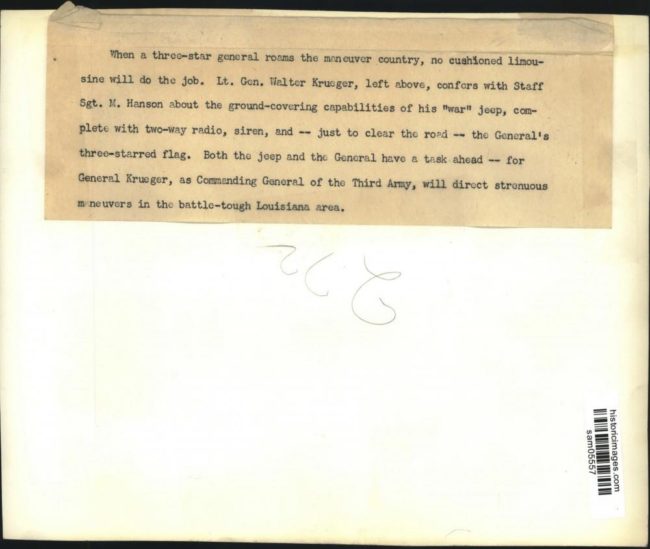 When a three-star general roams the maneuver country, no cushioned limou-
sine will do the job. Lt. Gen. Walter Krueger, left above, confers with Staff
Sgt. M. Hanson about the ground-covering capabilities of his "war" jeep, com-
plete with two-way radio, siren, and -- just to clear the road -- the General's
three-starred flag. Both the jeep and the General have a task ahead -- for
General Krueger, as Commanding General of the Third Army, will direct strenuous
maneuvers in the battle-tough Louisiana area.
historicimages.com
sam05557